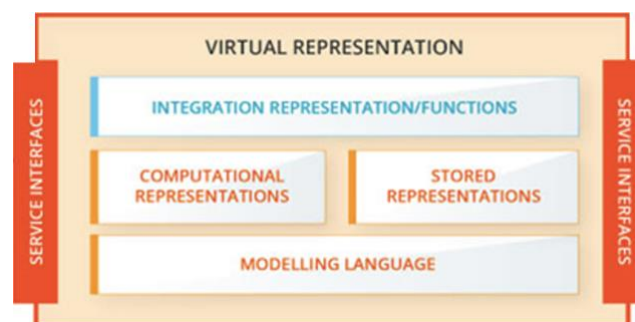 VIRTUAL REPRESENTATION
SERVICE INTERFACES
INTEGRATION REPRESENTATION/FUNCTIONS
COMPUTATIONAL
REPRESENTATIONS
STORED
REPRESENTATIONS
MODELLING LANGUAGE
SERVICE INTERFACES